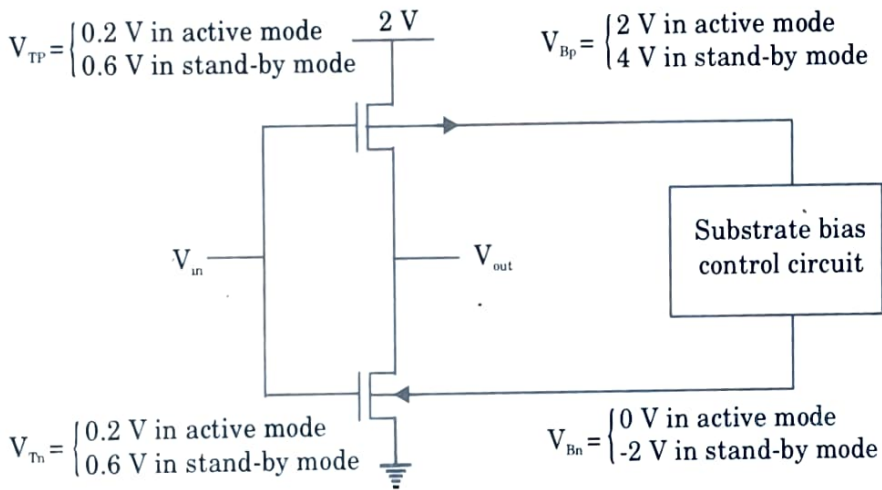 V_TP = { 0.2 V in active mode
0.6 V in stand-by mode
2 V
V_Bp = { 2 V in active mode
4 V in stand-by mode
V_in
V_out
Substrate bias
control circuit
V_Tn = { 0.2 V in active mode
0.6 V in stand-by mode
V_Bn = { 0 V in active mode
-2 V in stand-by mode